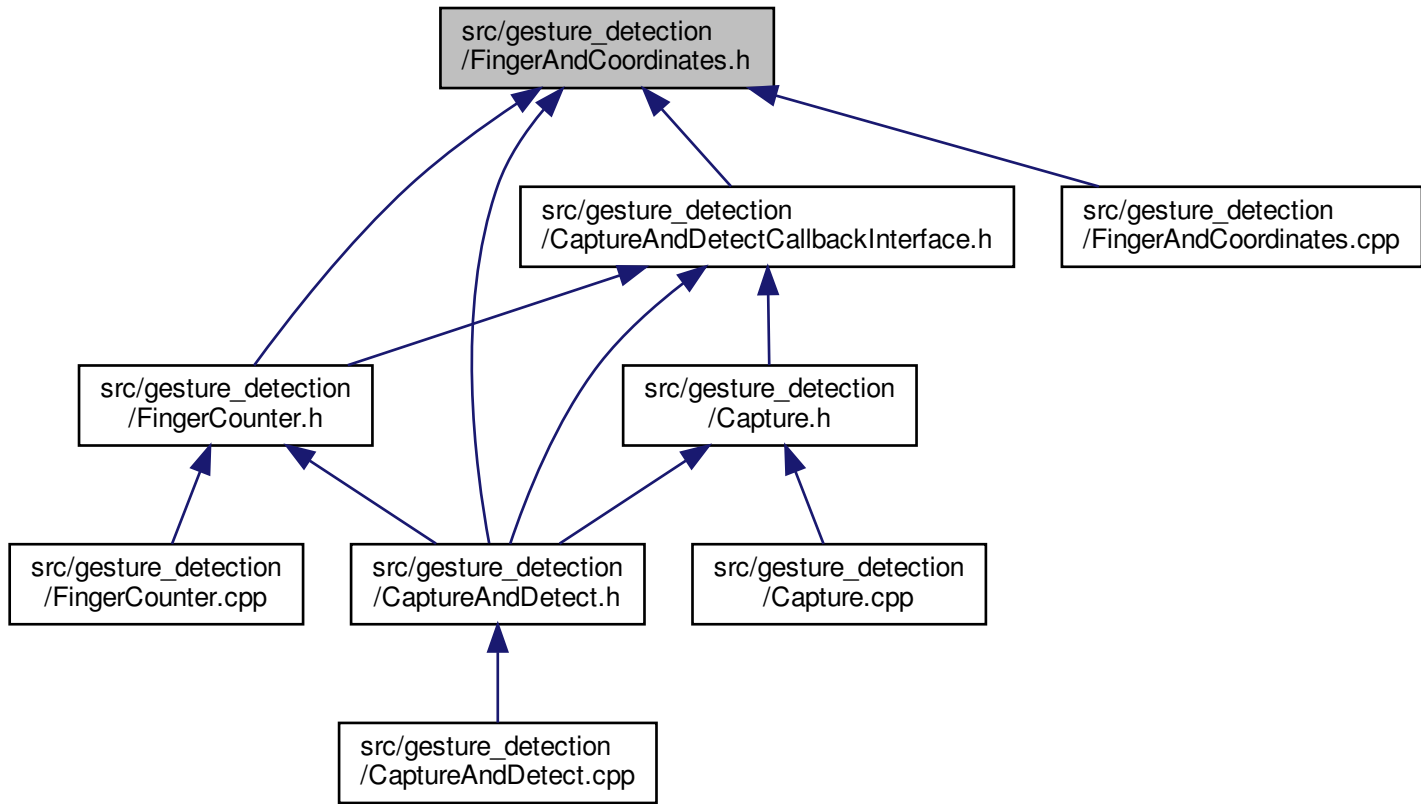 src/gesture_detection
/FingerAndCoordinates.h
src/gesture_detection
/CaptureAndDetectCallbackInterface.h
src/gesture_detection
/FingerAndCoordinates.cpp
src/gesture_detection
/FingerCounter.h
src/gesture_detection
/Capture.h
src/gesture_detection
/FingerCounter.cpp
src/gesture_detection
/CaptureAndDetect.h
src/gesture_detection
/Capture.cpp
src/gesture_detection
/CaptureAndDetect.cpp